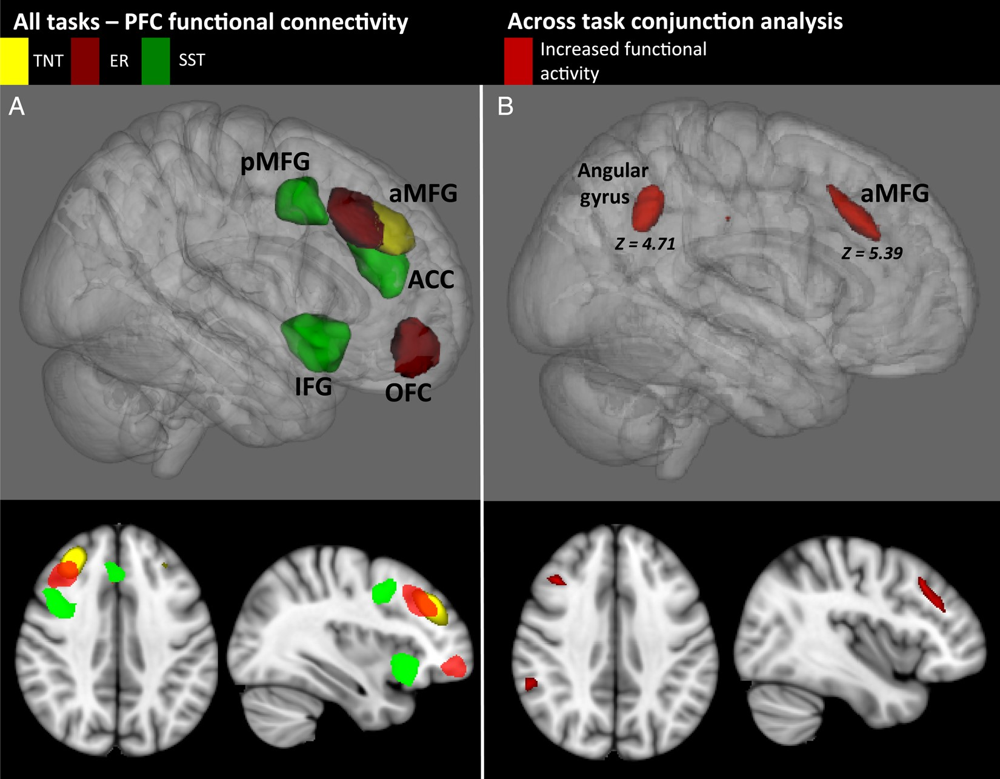 All tasks – PFC functional connectivity
TNT ER SST
Across task conjunction analysis
Increased functional
activity
A
pMFG
aMFG
ACC
IFG
OFC
B
Angular
gyrus
aMFG
Z = 4.71
Z = 5.39